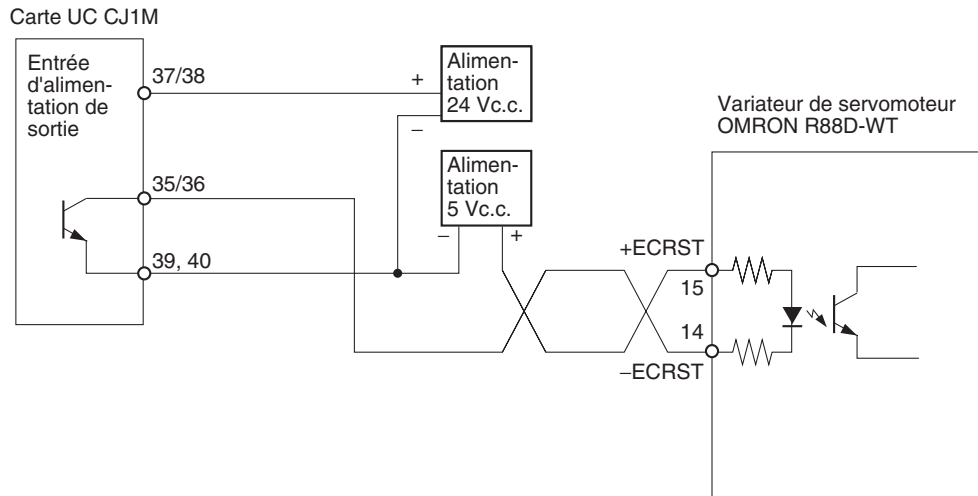 Carte UC CJ1M
Entrée
d'alimen-
tation de
sortie
37/38
+
–
Alimen-
tation
24 Vc.c.
35/36
Alimen-
tation
5 Vc.c.
–
+
39, 40
Variateur de servomoteur
OMRON R88D-WT
+ECRST
15
14
–ECRST